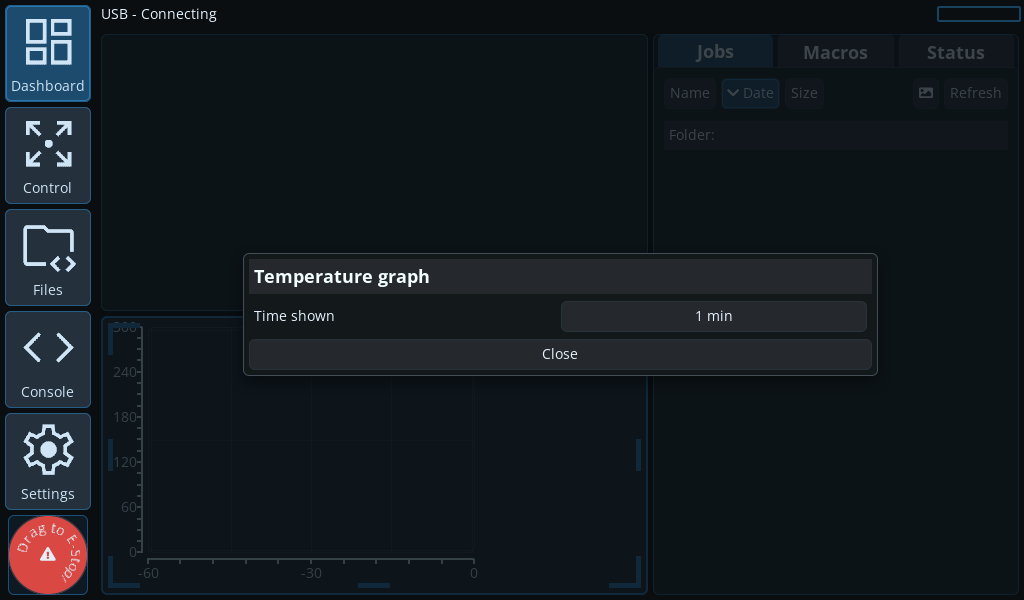 USB - Connecting
Dashboard
Control
Files
Console
Settings
Drag to E-Stop!
Jobs
Macros
Status
Name
Date
Size
Refresh
Folder:
Temperature graph
Time shown
1 min
Close
300
240
180
120
60
0
-60
-30
0